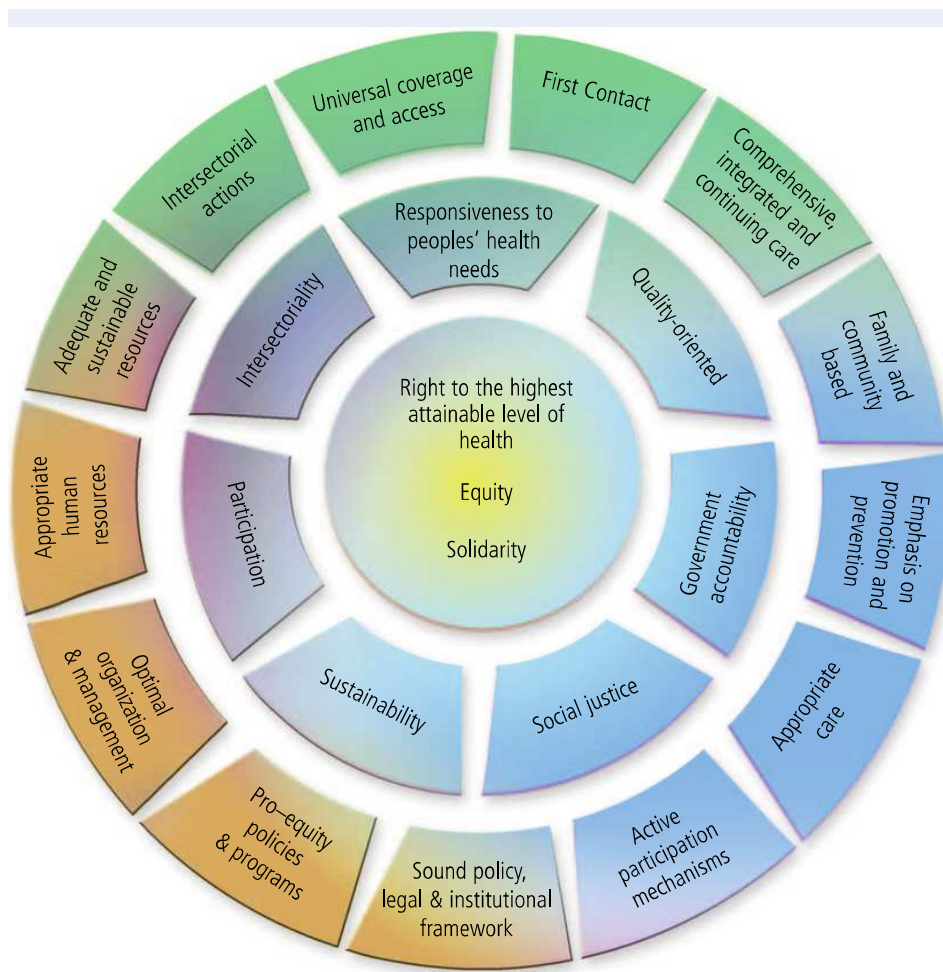 Universal coverage
and access
First Contact
Comprehensive,
integrated and
continuing care
Family and
community
based
Emphasis on
promotion and
prevention
Appropriate
care
Active
participation
mechanisms
Sound policy,
legal & institutional
framework
Pro–equity
policies
& programs
Optimal
organization
& management
Appropriate
human
resources
Adequate and
sustainable
resources
Intersectorial
actions
Responsiveness to
peoples’ health
needs
Quality-oriented
Government
accountability
Social justice
Sustainability
Participation
Intersectoriality
Right to the highest
attainable level of
health
Equity
Solidarity